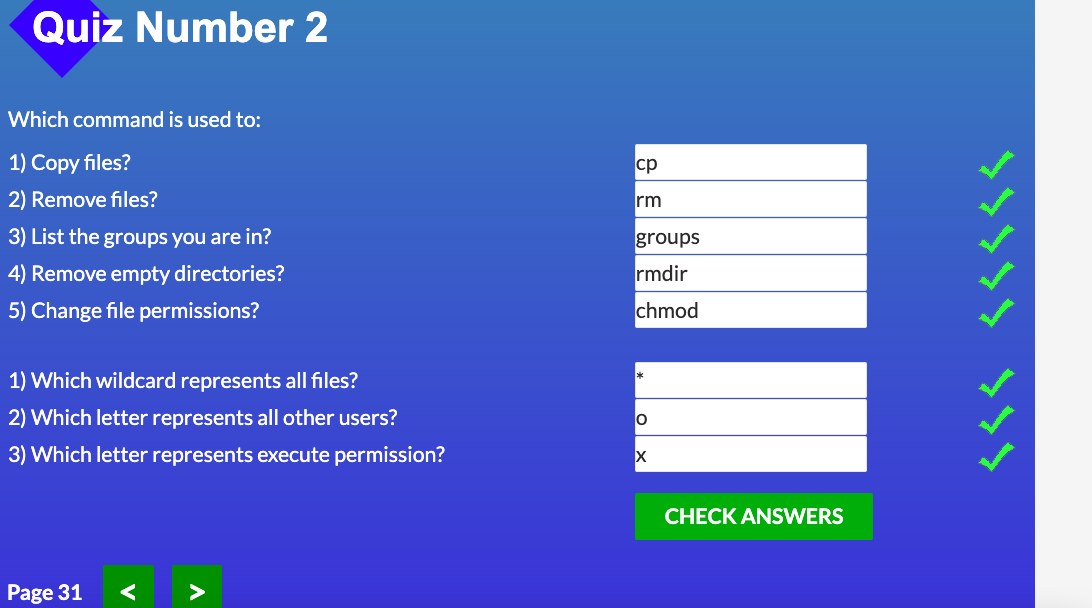 Quiz Number 2
Which command is used to:
1) Copy files? cp
2) Remove files? rm
3) List the groups you are in? groups
4) Remove empty directories? rmdir
5) Change file permissions? chmod
1) Which wildcard represents all files? *
2) Which letter represents all other users? o
3) Which letter represents execute permission? x
CHECK ANSWERS
Page 31 < >